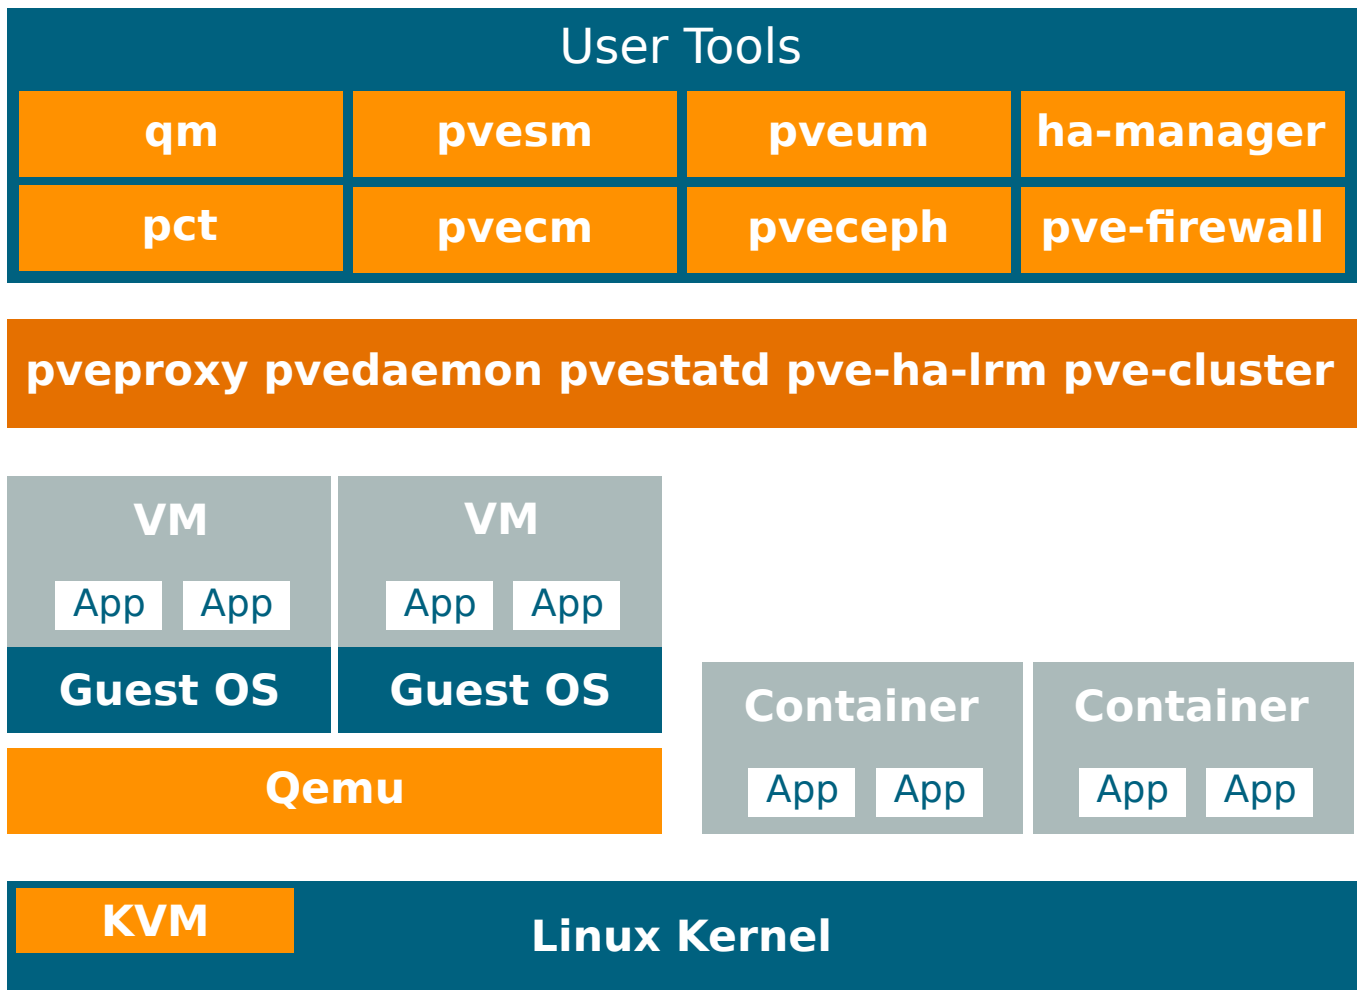 User Tools
qm pvesm pveum ha-manager
pct pvecm pveceph pve-firewall
pveproxy pvedaemon pvestatd pve-ha-lrm pve-cluster
VM VM
App App App App
Guest OS Guest OS
Container Container
Qemu
App App App App
KVM
Linux Kernel